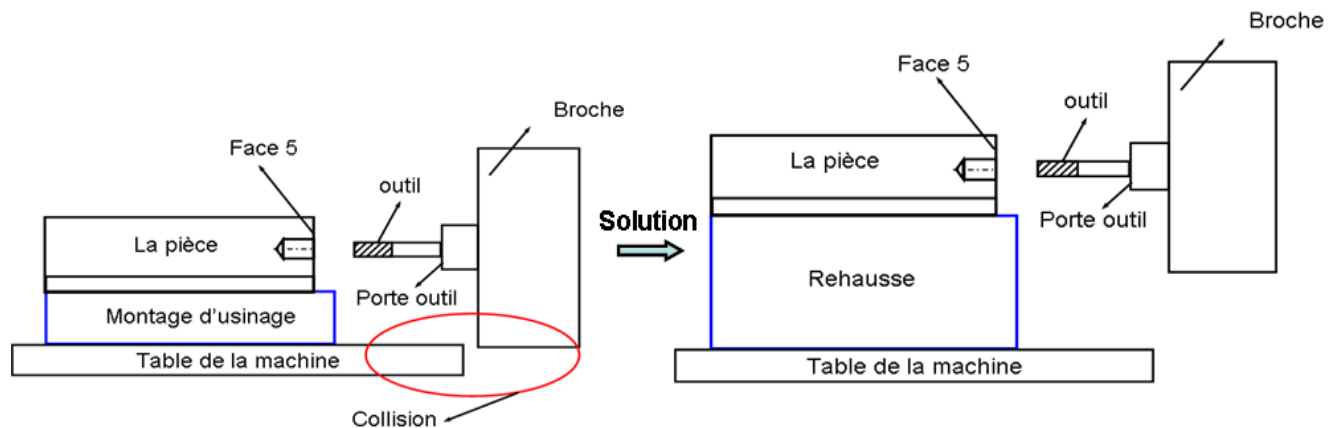 Broche
Face 5
outil
La pièce
Porte outil
Montage d'usinage
Table de la machine
Collision
Solution
Broche
Face 5
outil
La pièce
Porte outil
Rehausse
Table de la machine